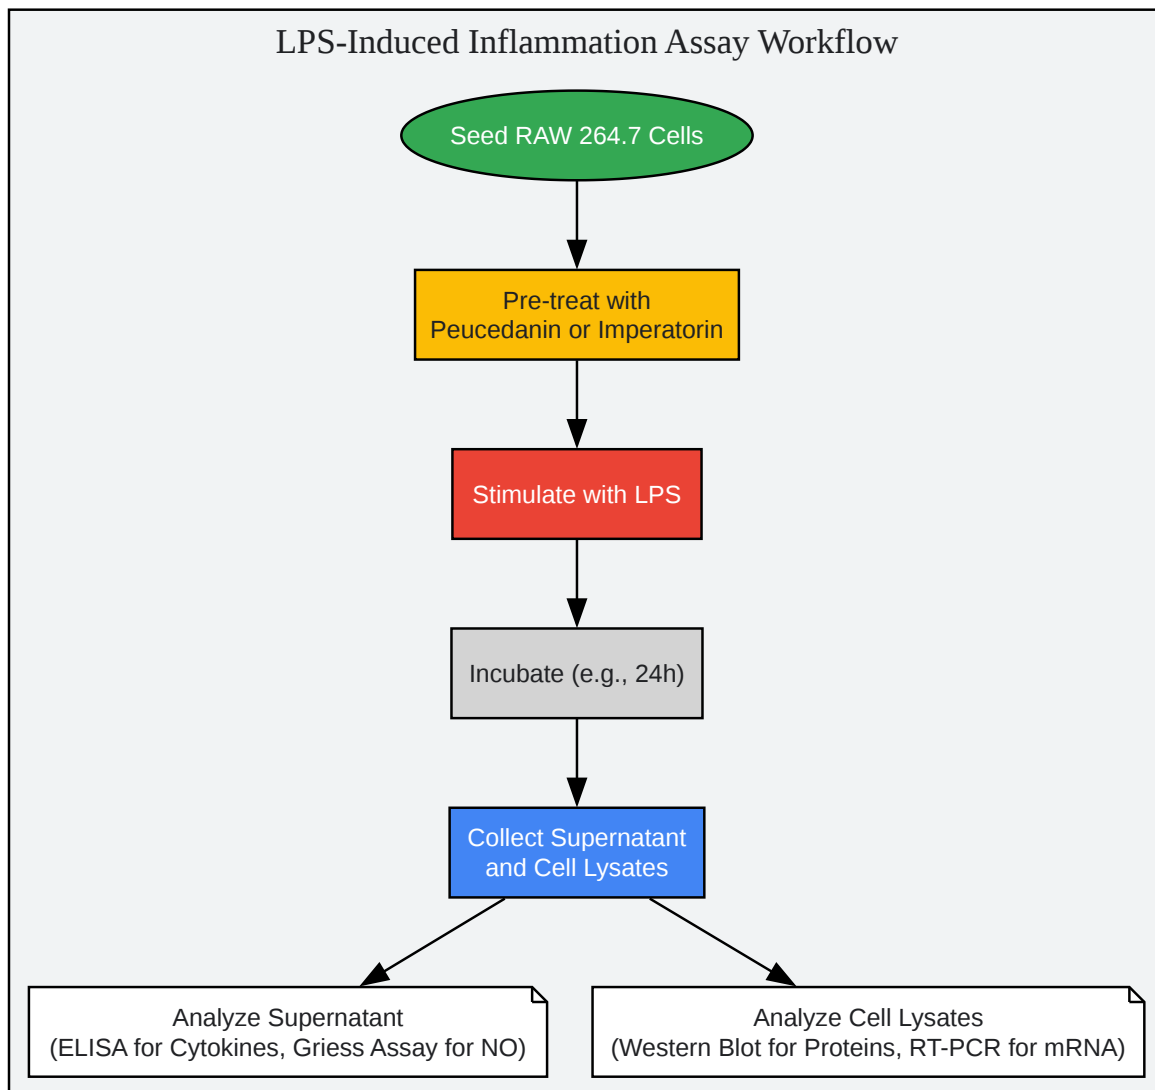 LPS-Induced Inflammation Assay Workflow
Seed RAW 264.7 Cells
Pre-treat with
Peucedanin or Imperatorin
Stimulate with LPS
Incubate (e.g., 24h)
Collect Supernatant
and Cell Lysates
Analyze Supernatant
(ELISA for Cytokines, Griess Assay for NO)
Analyze Cell Lysates
(Western Blot for Proteins, RT-PCR for mRNA)